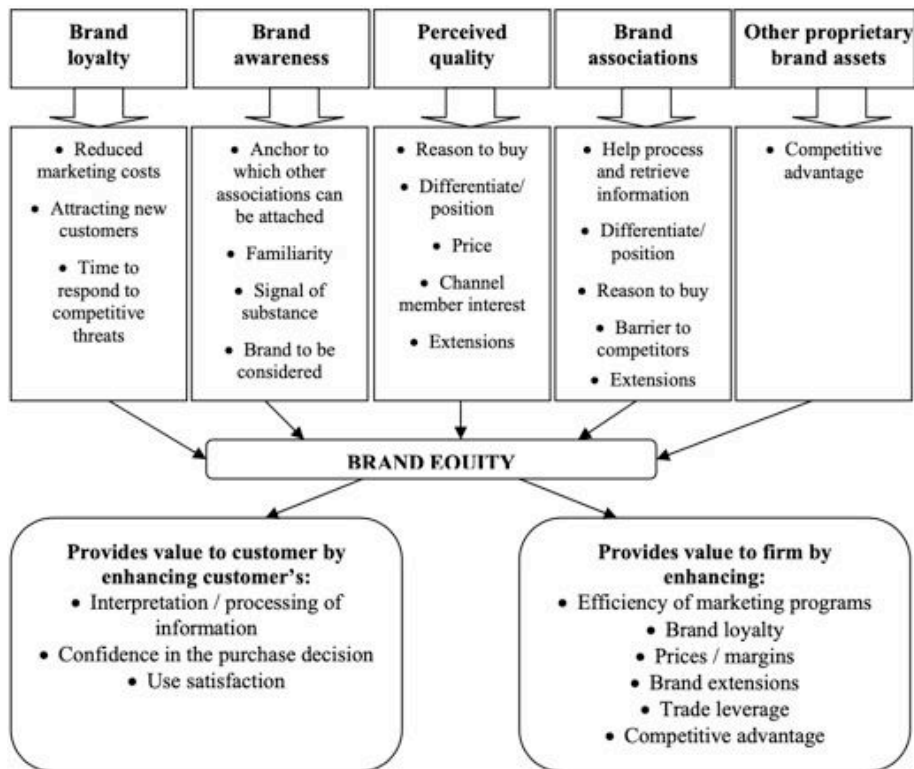 Brand
loyalty
Brand
awareness
Perceived
quality
Brand
associations
Other proprietary
brand assets
• Reduced
marketing costs
• Attracting new
customers
• Time to
respond to
competitive
threats
• Anchor to
which other
associations can
be attached
• Familiarity
• Signal of
substance
• Brand to be
considered
• Reason to buy
• Differentiate/
position
• Price
• Channel
member interest
• Extensions
• Help process
and retrieve
information
• Differentiate/
position
• Reason to buy
• Barrier to
competitors
• Extensions
• Competitive
advantage
BRAND EQUITY
Provides value to customer by
enhancing customer's:
• Interpretation / processing of
information
• Confidence in the purchase decision
• Use satisfaction
Provides value to firm by
enhancing:
• Efficiency of marketing programs
• Brand loyalty
• Prices / margins
• Brand extensions
• Trade leverage
• Competitive advantage